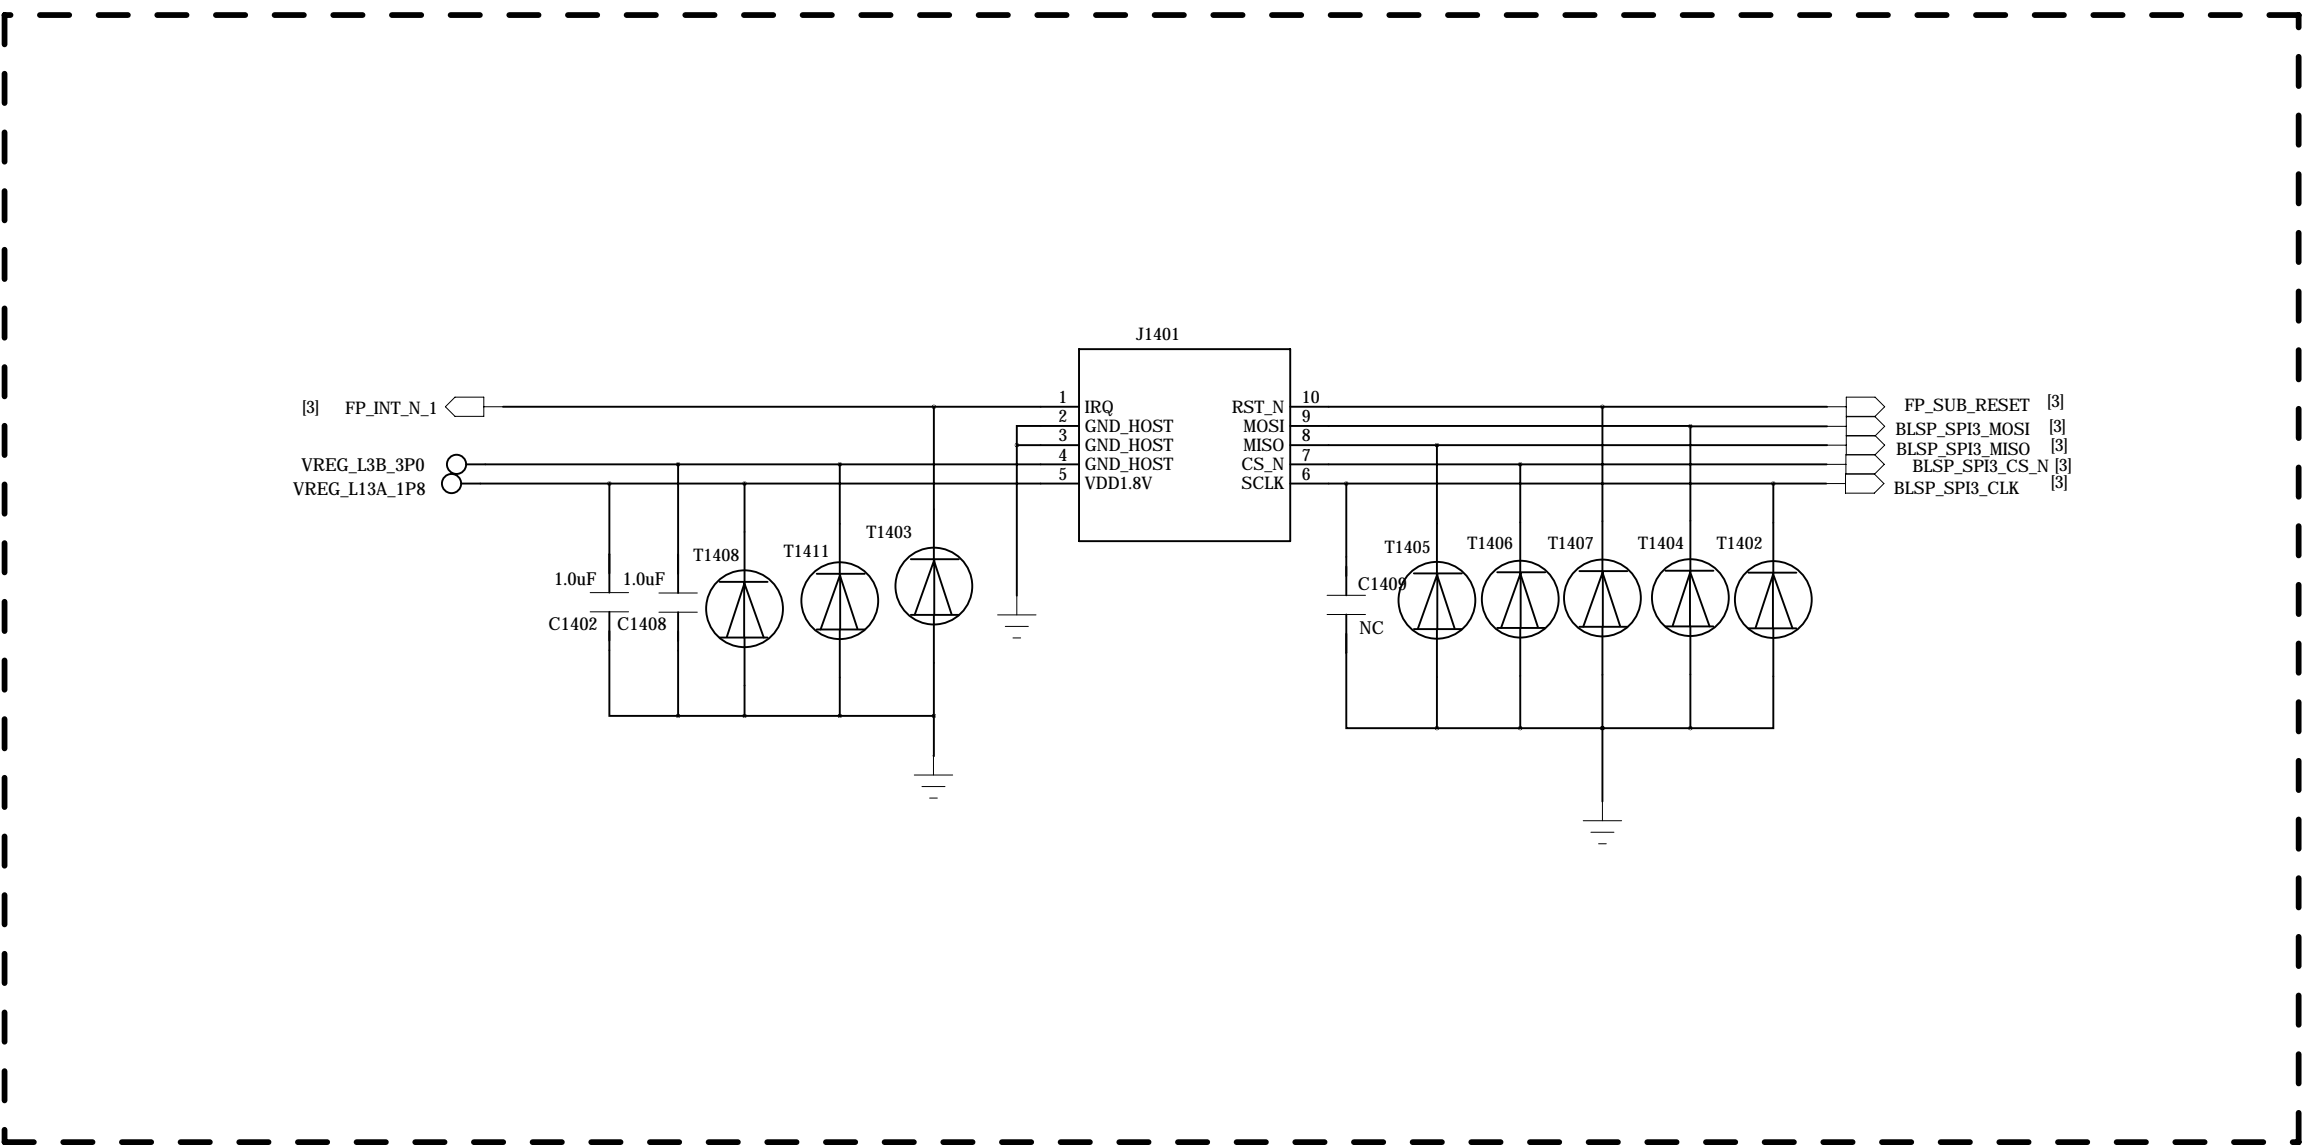 J1401
[3] FP_INT_N_1
1 IRQ
2 GND_HOST
3 GND_HOST
VREG_L3B_3P0 4 GND_HOST
VREG_L13A_1P8 5 VDD1.8V
RST_N 10 FP_SUB_RESET [3]
MOSI 9 BLSP_SPI3_MOSI [3]
MISO 8 BLSP_SPI3_MISO [3]
CS_N 7 BLSP_SPI3_CS_N [3]
SCLK 6 BLSP_SPI3_CLK [3]
T1408 T1411 T1403
1.0uF 1.0uF
C1402 C1408
T1405 T1406 T1407 T1404 T1402
C1409
NC